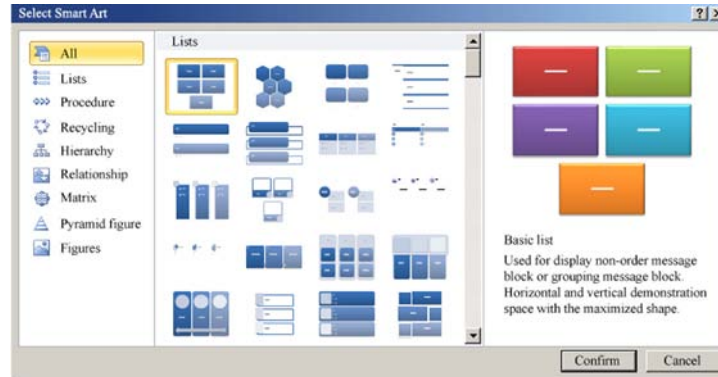 Select Smart Art
All
Lists
Procedure
Recycling
Hierarchy
Relationship
Matrix
Pyramid figure
Figures
Lists
Basic list
Used for display non-order message
block or grouping message block.
Horizontal and vertical demonstration
space with the maximized shape.
Confirm
Cancel